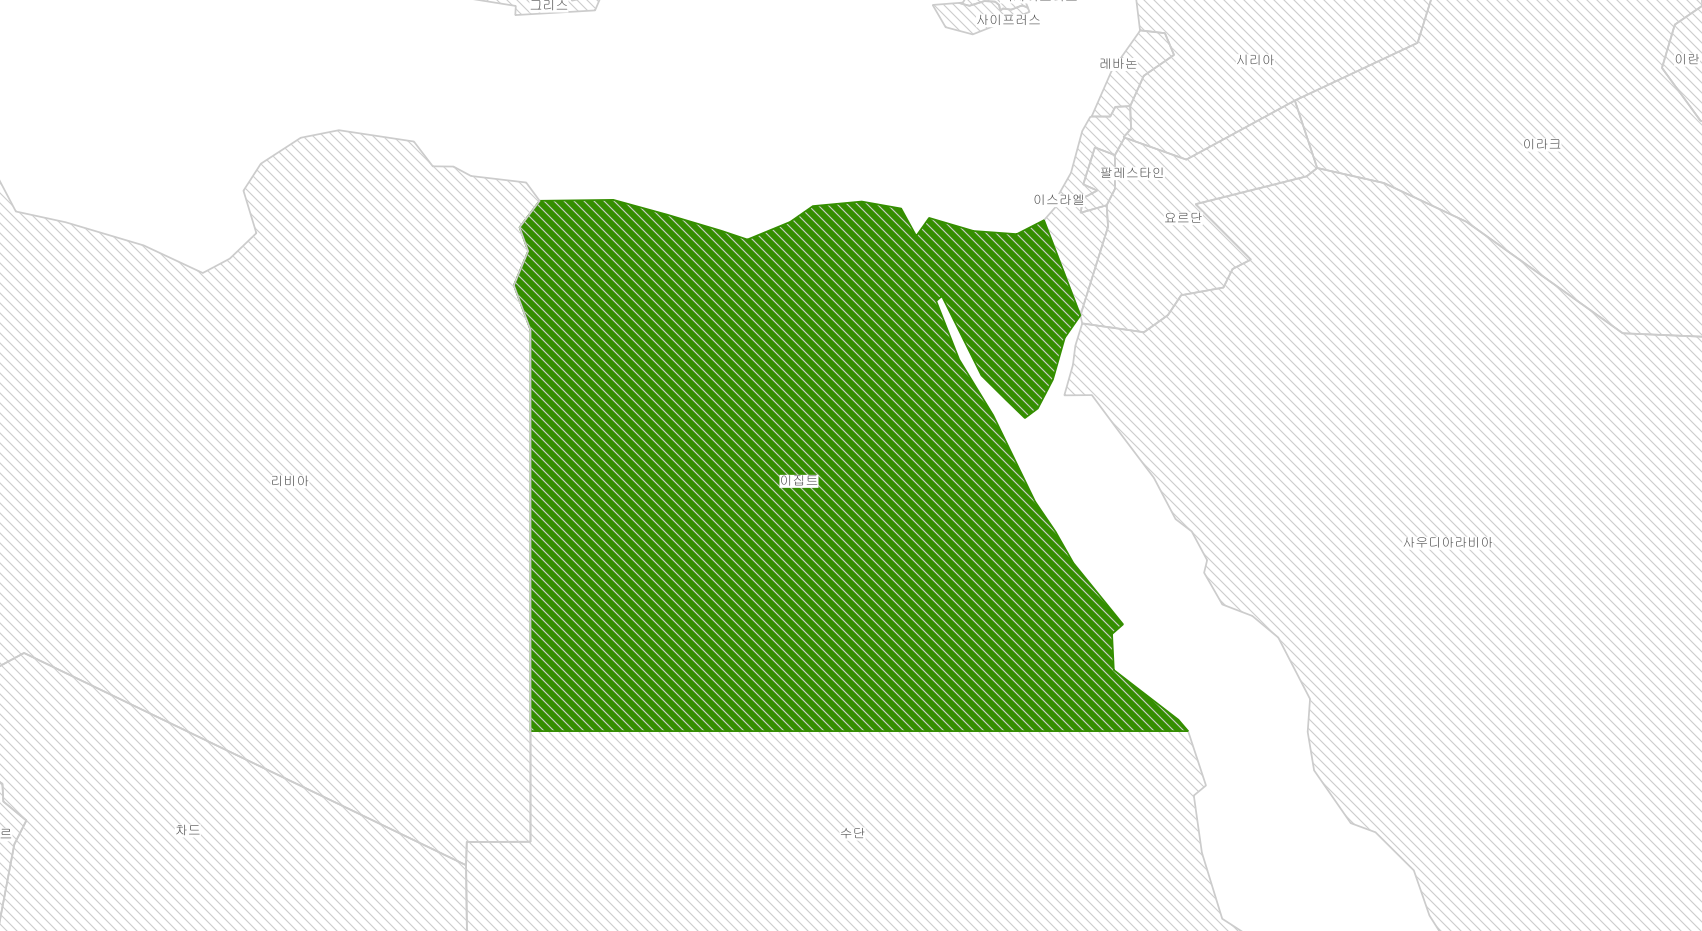 그리스
사이프러스
레바논
시리아
이란
이라크
팔레스타인
이스라엘
요르단
리비아
이집트
사우디아라비아
차드
수단
르